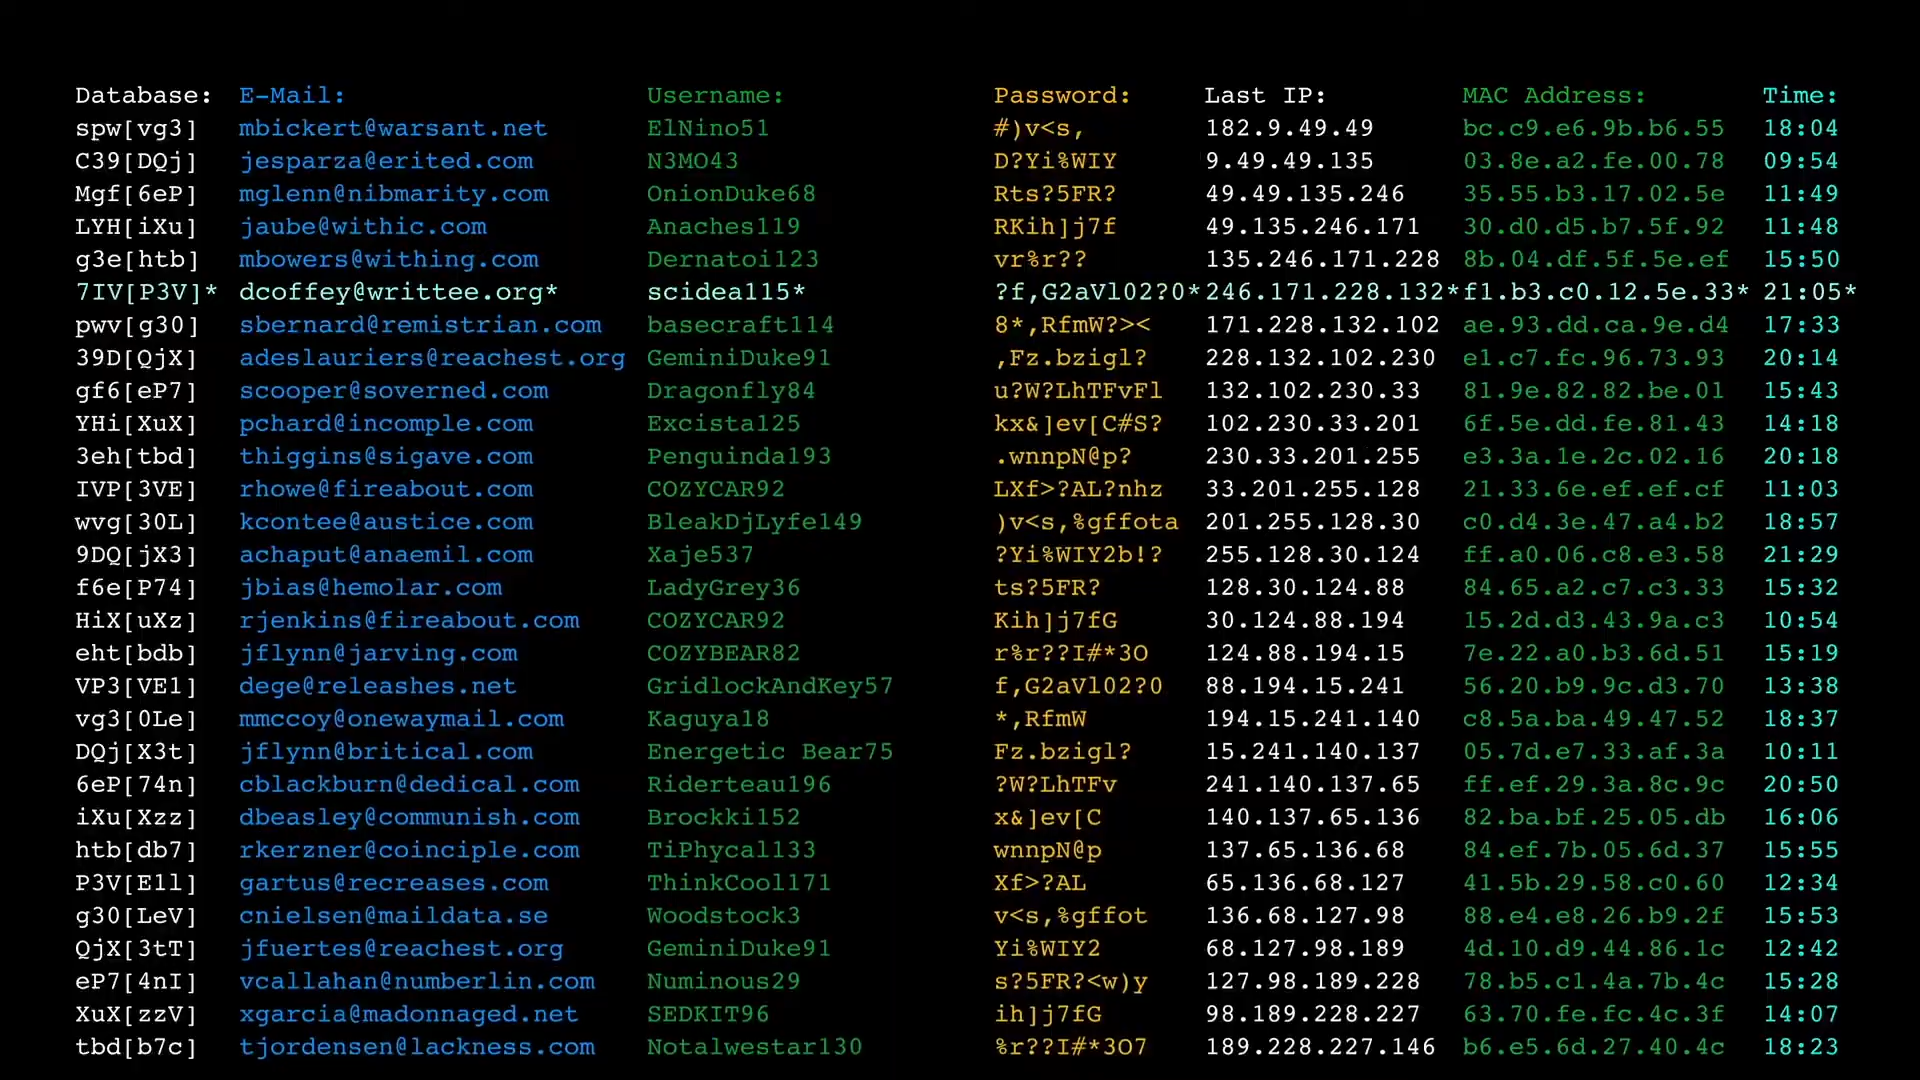 Database: E-Mail: Username: Password: Last IP: MAC Address: Time:
spw[vg3] mbickert@warsant.net ElNino51 #)v<s, 182.9.49.49 bc.c9.e6.9b.b6.55 18:04
C39[DQj] jesparza@erited.com N3MO43 D?Yi%WIY 9.49.49.135 03.8e.a2.fe.00.78 09:54
Mgf[6eP] mglenn@nibmarity.com OnionDuke68 Rts?5FR? 49.49.135.246 35.55.b3.17.02.5e 11:49
LYH[iXu] jaube@withic.com Anaches119 RKih]j7f 49.135.246.171 30.d0.d5.b7.5f.92 11:48
g3e[htb] mbowers@withing.com Dernatoi123 vr%r?? 135.246.171.228 8b.04.df.5f.5e.ef 15:50
7IV[P3V]* dcoffey@writtee.org* scidea115* ?f,G2aVl02?0* 246.171.228.132* f1.b3.c0.12.5e.33* 21:05*
pwv[g30] sbernard@remistrian.com basecraft114 8*,RfmW?>< 171.228.132.102 ae.93.dd.ca.9e.d4 17:33
39D[QjX] adeslauriers@reachest.org GeminiDuke91 ,Fz.bzigl? 228.132.102.230 e1.c7.fc.96.73.93 20:14
gf6[eP7] scooper@soverned.com Dragonfly84 u?W?LhTFvFl 132.102.230.33 81.9e.82.82.be.01 15:43
YHi[XuX] pchard@incomple.com Excista125 kx&]ev[C#S? 102.230.33.201 6f.5e.dd.fe.81.43 14:18
3eh[tbd] thiggins@sigave.com Penguinda193 .wnnpN@p? 230.33.201.255 e3.3a.1e.2c.02.16 20:18
IVP[3VE] rhowe@fireabout.com COZYCAR92 LXf>?AL?nhz 33.201.255.128 21.33.6e.ef.ef.cf 11:03
wvg[30L] kcontee@austice.com BleakDjLyfe149 )v<s,%gffota 201.255.128.30 c0.d4.3e.47.a4.b2 18:57
9DQ[jX3] achaput@anaemil.com Xaje537 ?Yi%WIY2b!? 255.128.30.124 ff.a0.06.c8.e3.58 21:29
f6e[P74] jbias@hemolar.com LadyGrey36 ts?5FR? 128.30.124.88 84.65.a2.c7.c3.33 15:32
HiX[uXz] rjenkins@fireabout.com COZYCAR92 Kih]j7fG 30.124.88.194 15.2d.d3.43.9a.c3 10:54
eht[bdb] jflynn@jarving.com COZYBEAR82 r%r??I#*3O 124.88.194.15 7e.22.a0.b3.6d.51 15:19
VP3[VE1] dege@releashes.net GridlockAndKey57 f,G2aVl02?0 88.194.15.241 56.20.b9.9c.d3.70 13:38
vg3[0Le] mmccoy@onewaymail.com Kaguya18 *,RfmW 194.15.241.140 c8.5a.ba.49.47.52 18:37
DQj[X3t] jflynn@britical.com Energetic Bear75 Fz.bzigl? 15.241.140.137 05.7d.e7.33.af.3a 10:11
6eP[74n] cblackburn@dedical.com Riderteau196 ?W?LhTFv 241.140.137.65 ff.ef.29.3a.8c.9c 20:50
iXu[Xzz] dbeasley@communish.com Brockki152 x&]ev[C 140.137.65.136 82.ba.bf.25.05.db 16:06
htb[db7] rkerzner@coinciple.com TiPhycal133 wnnpN@p 137.65.136.68 84.ef.7b.05.6d.37 15:55
P3V[E1l] gartus@recreases.com ThinkCool171 Xf>?AL 65.136.68.127 41.5b.29.58.c0.60 12:34
g30[LeV] cnielsen@maildata.se Woodstock3 v<s,%gffot 136.68.127.98 88.e4.e8.26.b9.2f 15:53
QjX[3tT] jfuertes@reachest.org GeminiDuke91 Yi%WIY2 68.127.98.189 4d.10.d9.44.86.1c 12:42
eP7[4nI] vcallahan@numberlin.com Numinous29 s?5FR?<w)y 127.98.189.228 78.b5.c1.4a.7b.4c 15:28
XuX[zzV] xgarcia@madonnaged.net SEDKIT96 ih]j7fG 98.189.228.227 63.70.fe.fc.4c.3f 14:07
tbd[b7c] tjordensen@lackness.com Notalwestar130 %r??I#*3O7 189.228.227.146 b6.e5.6d.27.40.4c 18:23